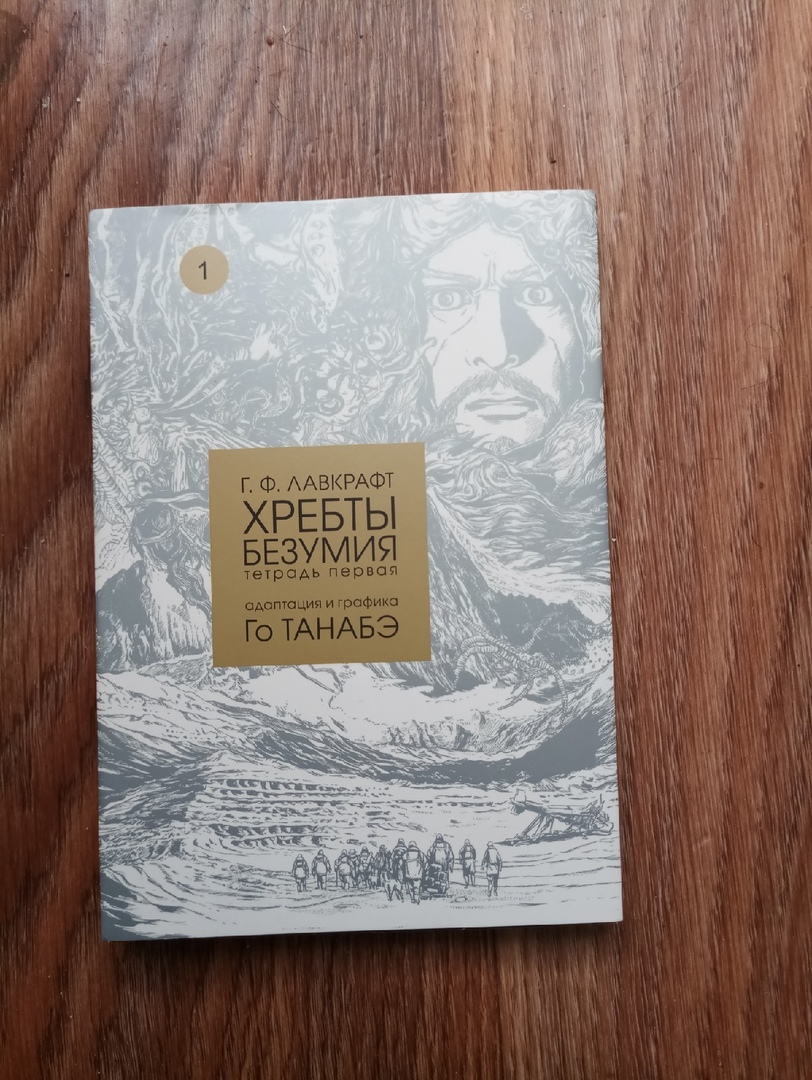 1
Г. Ф. ЛАВКРАФТ
ХРЕБТЫ
БЕЗУМИЯ
тетрадь первая
адаптация и графика
Го ТАНАБЭ